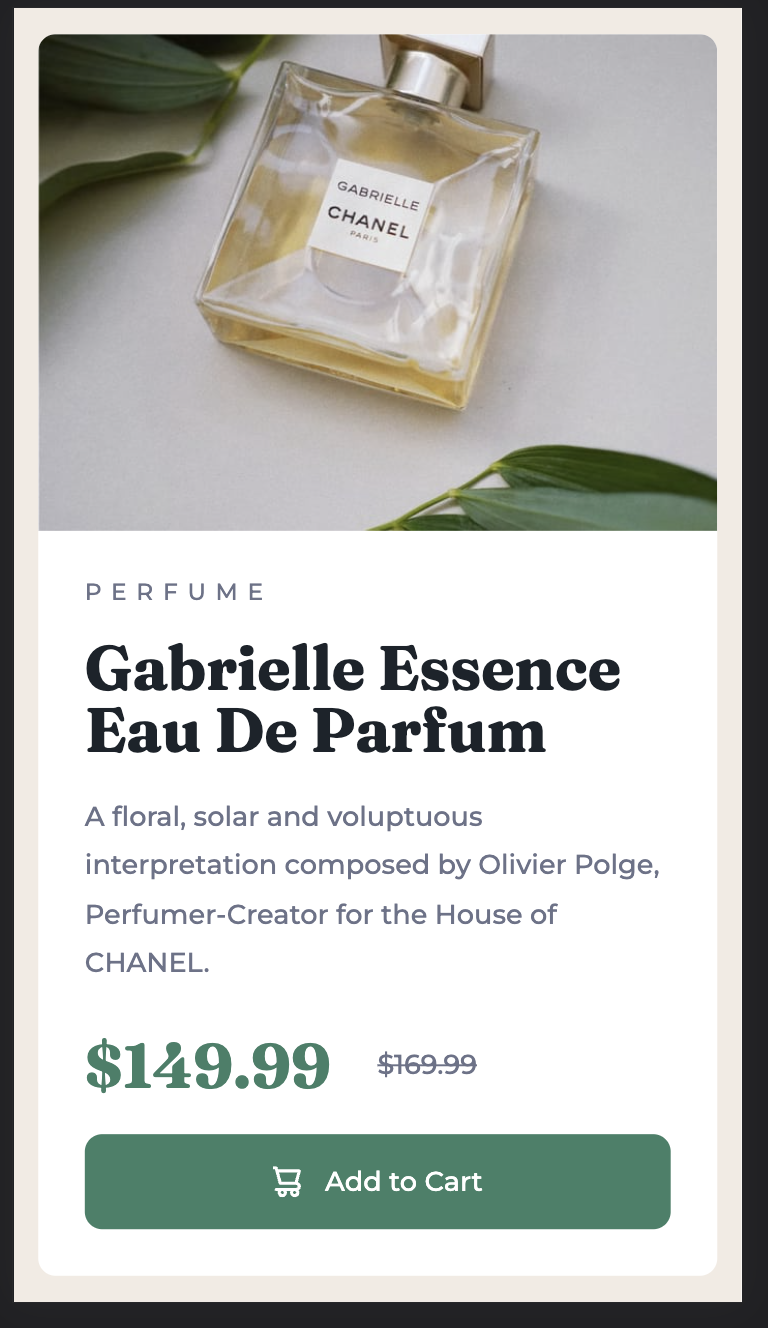 GABRIELLE
CHANEL
PARIS
PERFUME
Gabrielle Essence
Eau De Parfum
A floral, solar and voluptuous
interpretation composed by Olivier Polge,
Perfumer-Creator for the House of
CHANEL.
$149.99 $169.99
Add to Cart